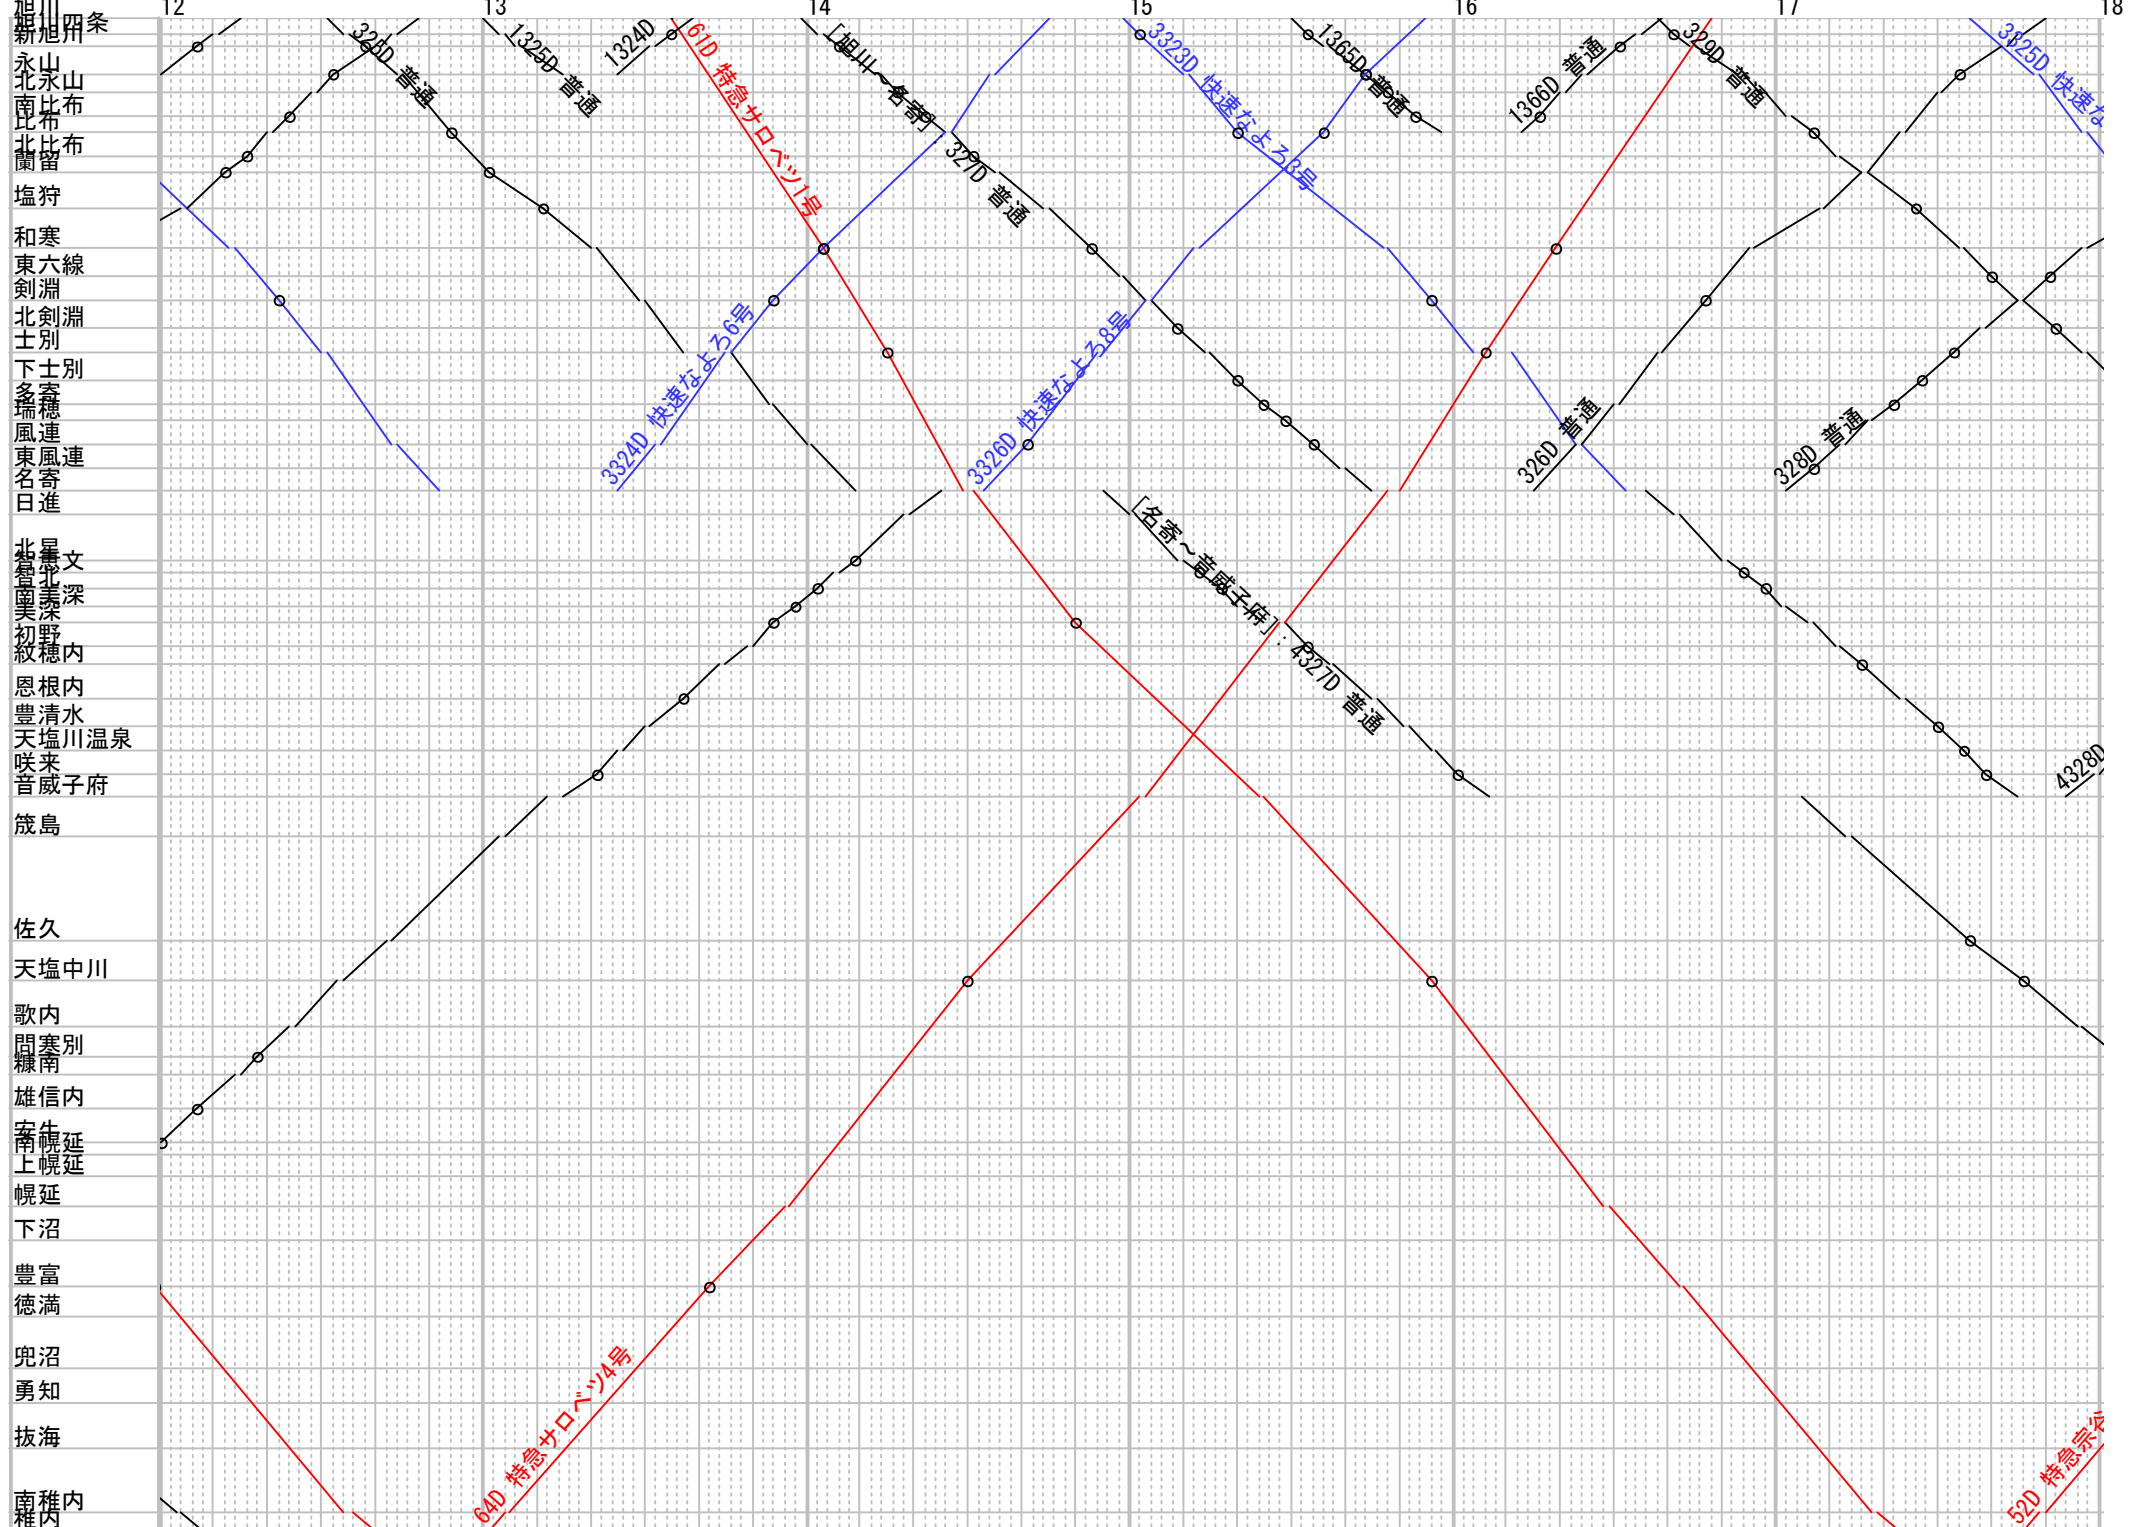 12 13 14 15 16 17 18
旭川
旭川四条
新旭川
永山
北永山
南比布
比布
北比布
蘭留
塩狩
和寒
東六線
剣淵
北剣淵
士別
下士別
多寄
瑞穂
風連
東風連
名寄
日進
北星
智恵文
智北
南美深
美深
初野
紋穂内
恩根内
豊清水
天塩川温泉
咲来
音威子府
筬島
佐久
天塩中川
歌内
問寒別
糠南
雄信内
安牛
南幌延
上幌延
幌延
下沼
豊富
徳満
兜沼
勇知
抜海
南稚内
稚内
325D 普通
1325D 普通
1324D
61D 特急サロベツ1号
[旭川～名寄]: 327D 普通
3323D 快速なよろ3号
1365D 普通
1366D 普通
329D 普通
3325D 快速な
3324D 快速なよろ6号
3326D 快速なよろ8号
326D 普通
328D 普通
[名寄～音威子府]: 4327D 普通
4328D
64D 特急サロベツ4号
52D 特急宗谷